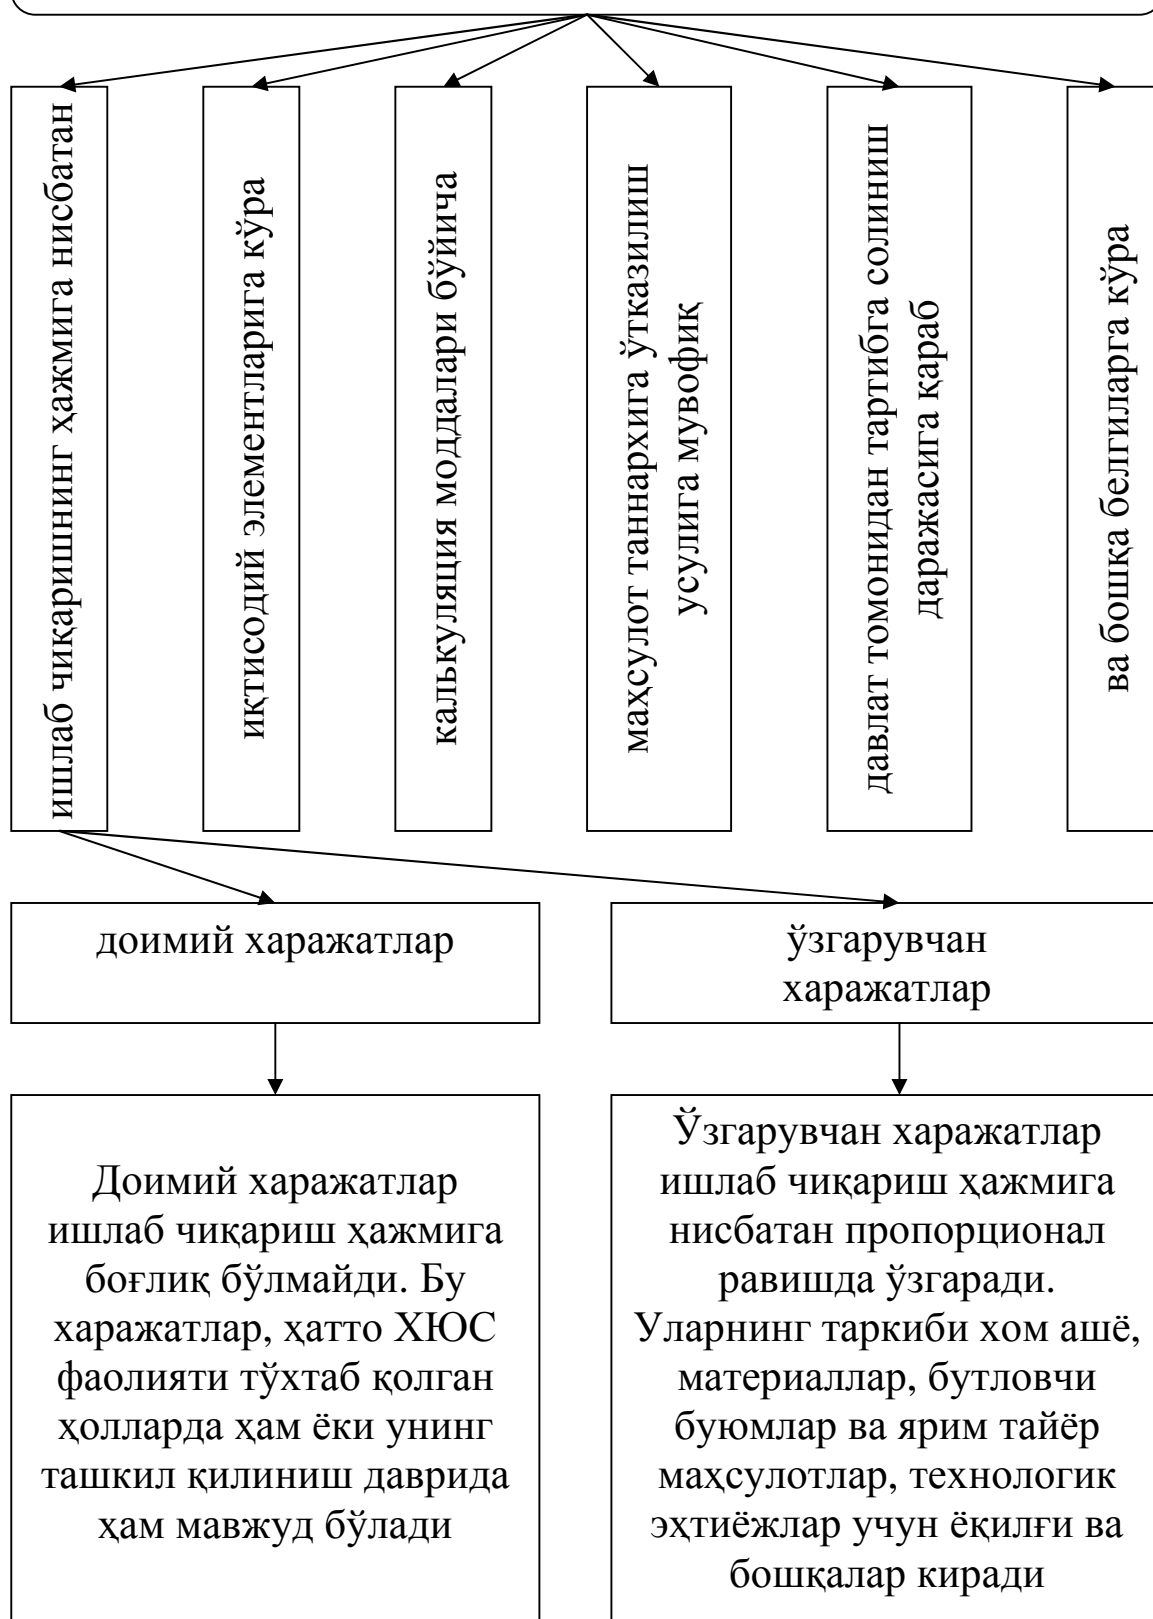 ишлаб чиқаришнинг ҳажмига нисбатан
иқтисодий элементларига кўра
калькуляция моддалари бўйича
маҳсулот таннархига ўтказилиш
усулига мувофиқ
давлат томонидан тартибга солиниш
даражасига қараб
ва бошқа белгиларга кўра
доимий харажатлар
ўзгарувчан
харажатлар
Доимий харажатлар
ишлаб чиқариш ҳажмига
боғлиқ бўлмайди. Бу
харажатлар, ҳатто ХЮС
фаолияти тўхтаб қолган
ҳолларда ҳам ёки унинг
ташкил қилиниш даврида
ҳам мавжуд бўлади
Ўзгарувчан харажатлар
ишлаб чиқариш ҳажмига
нисбатан пропорционал
равишда ўзгаради.
Уларнинг таркиби хом ашё,
материаллар, бутловчи
буюмлар ва ярим тайёр
маҳсулотлар, технологик
эҳтиёжлар учун ёқилғи ва
бошқалар киради